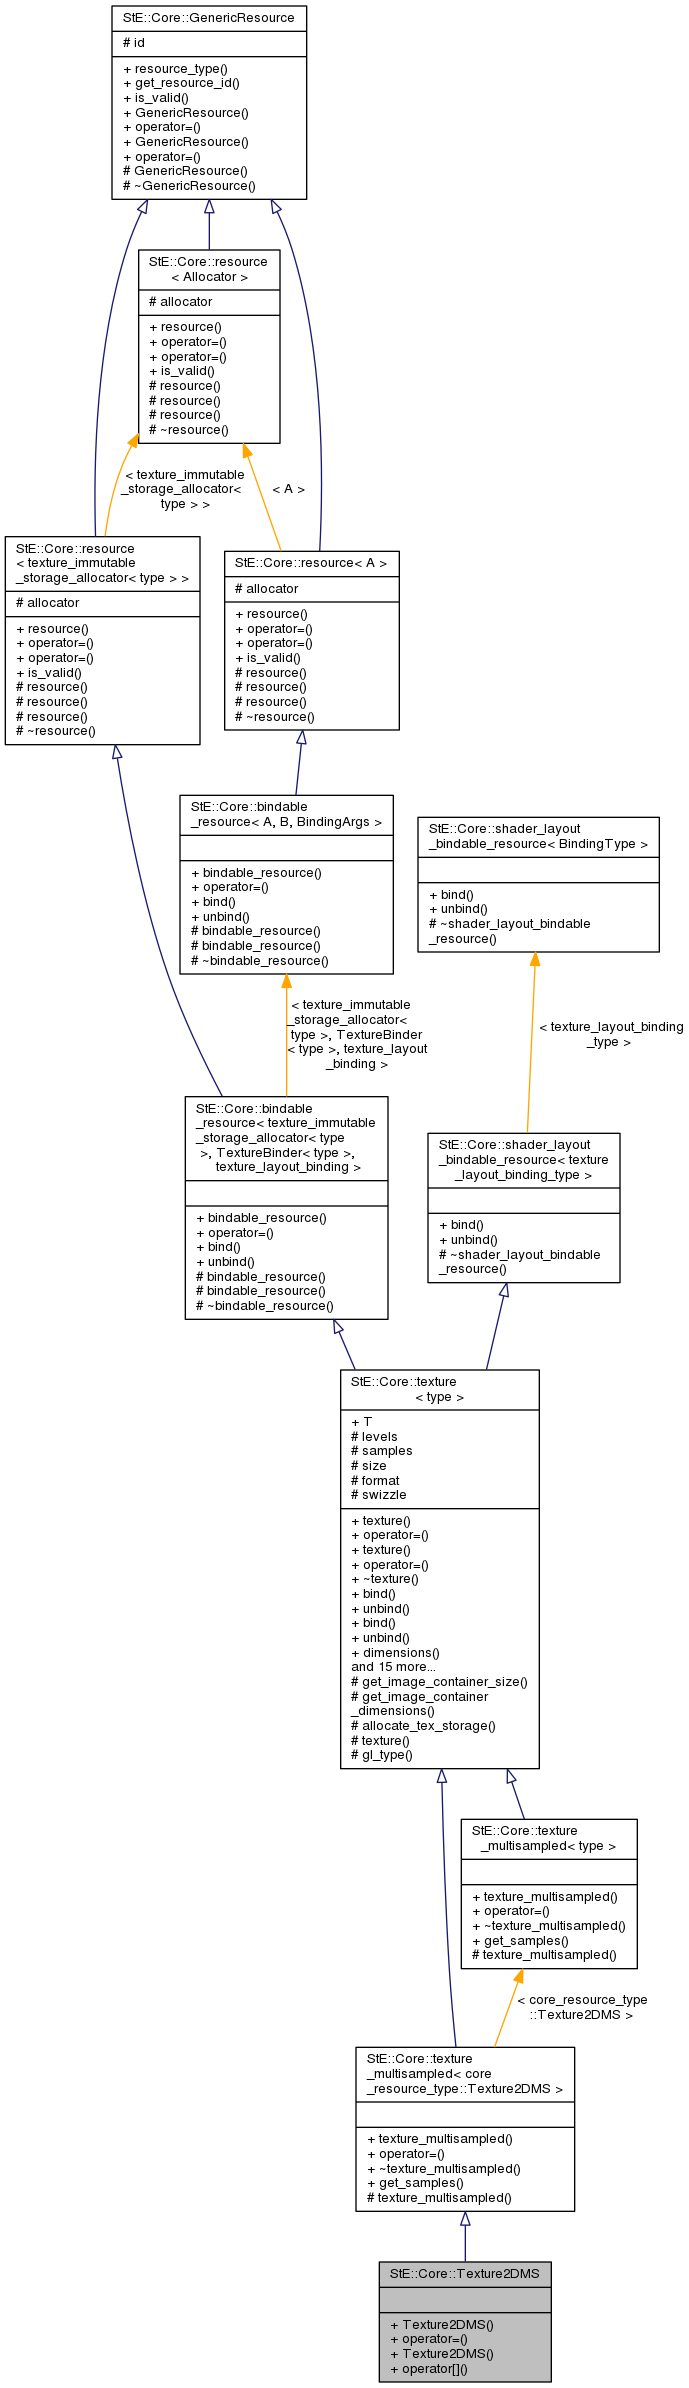 StE::Core::GenericResource
# id
+ resource_type()
+ get_resource_id()
+ is_valid()
+ GenericResource()
+ operator=()
+ GenericResource()
+ operator=()
# GenericResource()
# ~GenericResource()
StE::Core::resource
< Allocator >
# allocator
+ resource()
+ operator=()
+ operator=()
+ is_valid()
# resource()
# resource()
# resource()
# ~resource()
< texture_immutable
_storage_allocator<
type > >
< A >
StE::Core::resource
< texture_immutable
_storage_allocator< type > >
# allocator
+ resource()
+ operator=()
+ operator=()
+ is_valid()
# resource()
# resource()
# resource()
# ~resource()
StE::Core::resource< A >
# allocator
+ resource()
+ operator=()
+ operator=()
+ is_valid()
# resource()
# resource()
# resource()
# ~resource()
StE::Core::bindable
_resource< A, B, BindingArgs >
+ bindable_resource()
+ operator=()
+ bind()
+ unbind()
# bindable_resource()
# bindable_resource()
# ~bindable_resource()
StE::Core::shader_layout
_bindable_resource< BindingType >
+ bind()
+ unbind()
# ~shader_layout_bindable
_resource()
< texture_immutable
_storage_allocator<
type >, TextureBinder
< type >, texture_layout
_binding >
< texture_layout_binding
_type >
StE::Core::bindable
_resource< texture_immutable
_storage_allocator< type
>, TextureBinder< type >,
texture_layout_binding >
+ bindable_resource()
+ operator=()
+ bind()
+ unbind()
# bindable_resource()
# bindable_resource()
# ~bindable_resource()
StE::Core::shader_layout
_bindable_resource< texture
_layout_binding_type >
+ bind()
+ unbind()
# ~shader_layout_bindable
_resource()
StE::Core::texture
< type >
+ T
# levels
# samples
# size
# format
# swizzle
+ texture()
+ operator=()
+ texture()
+ operator=()
+ ~texture()
+ bind()
+ unbind()
+ bind()
+ unbind()
+ dimensions()
and 15 more...
# get_image_container_size()
# get_image_container
_dimensions()
# allocate_tex_storage()
# texture()
# gl_type()
StE::Core::texture
_multisampled< type >
+ texture_multisampled()
+ operator=()
+ ~texture_multisampled()
+ get_samples()
# texture_multisampled()
< core_resource_type
::Texture2DMS >
StE::Core::texture
_multisampled< core
_resource_type::Texture2DMS >
+ texture_multisampled()
+ operator=()
+ ~texture_multisampled()
+ get_samples()
# texture_multisampled()
StE::Core::Texture2DMS
+ Texture2DMS()
+ operator=()
+ Texture2DMS()
+ operator[]()